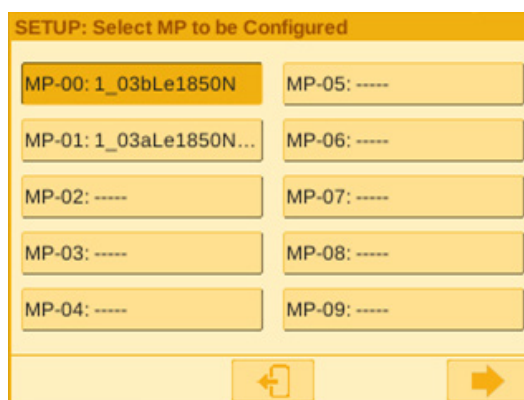 SETUP: Select MP to be Configured
MP-00: 1_03bLe1850N
MP-01: 1_03aLe1850N...
MP-02: -----
MP-03: -----
MP-04: -----
MP-05: -----
MP-06: -----
MP-07: -----
MP-08: -----
MP-09: -----